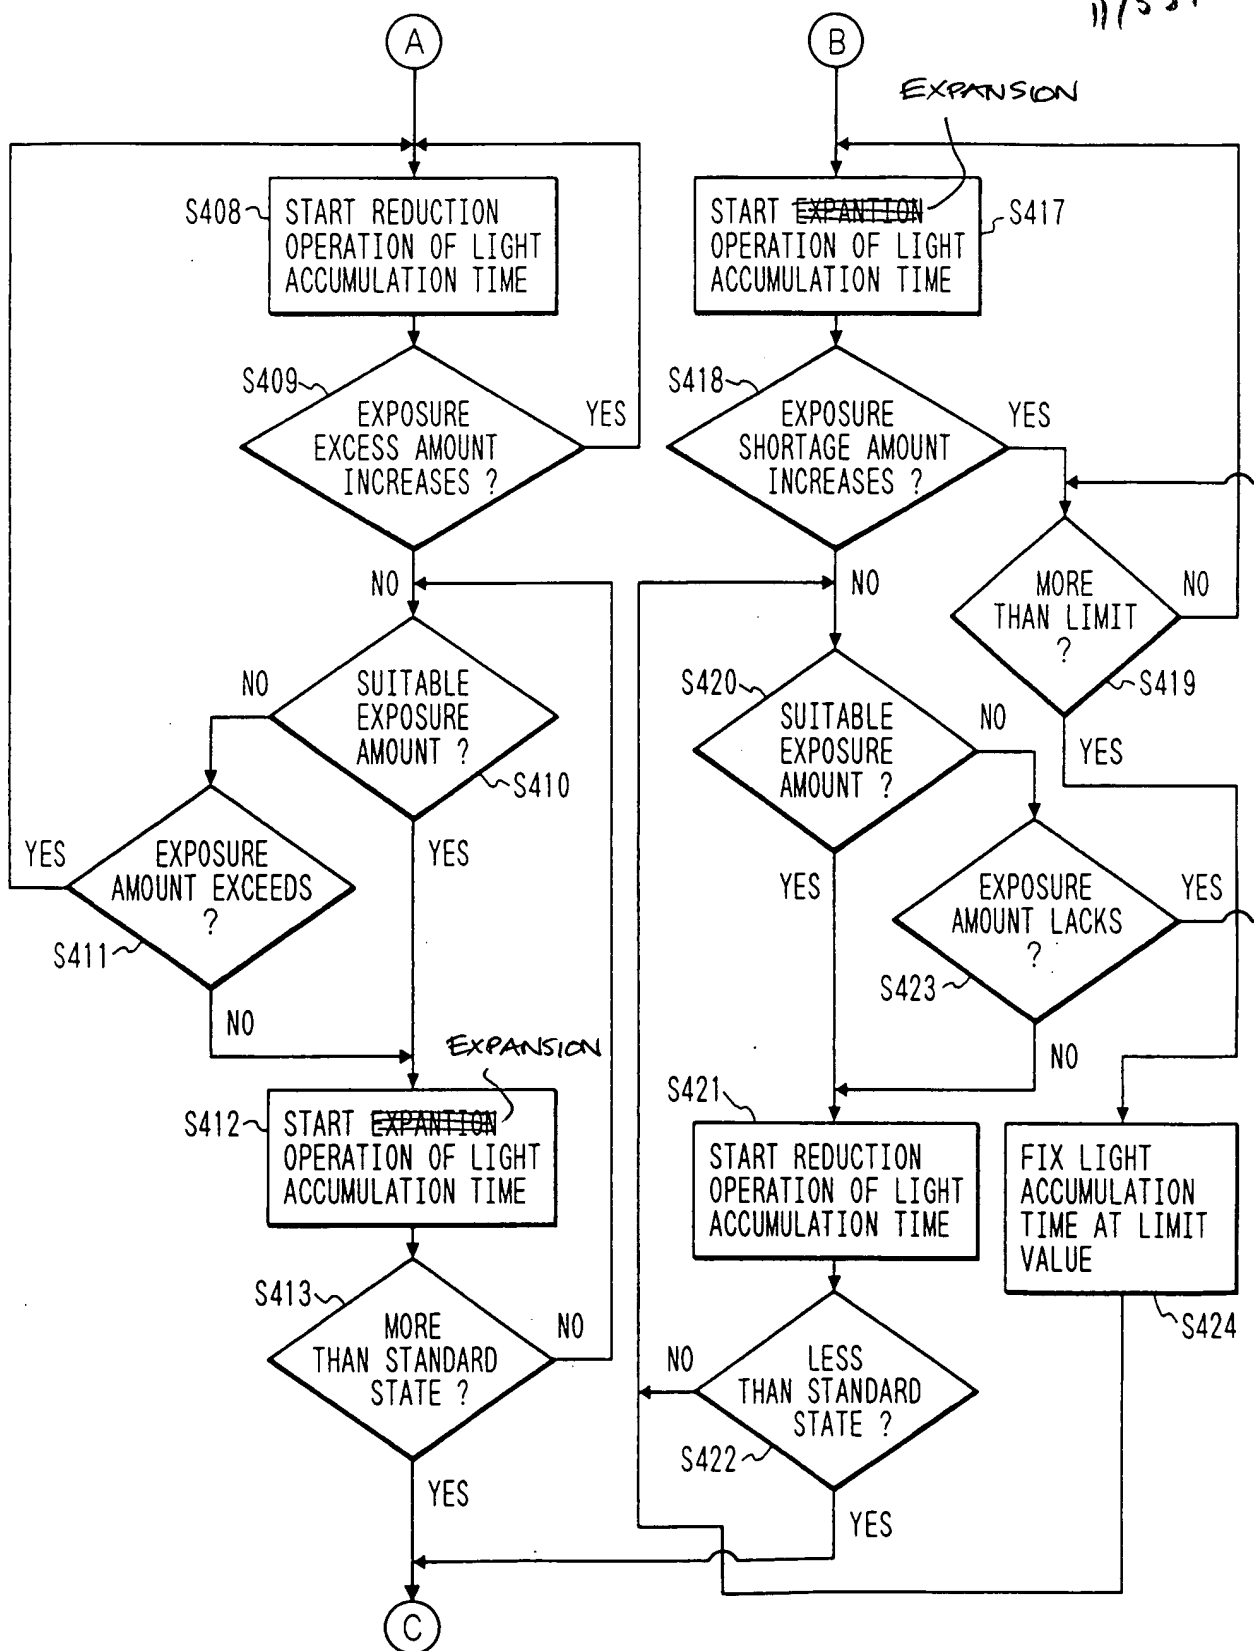 A
B
EXPANSION
S408
START REDUCTION
OPERATION OF LIGHT
ACCUMULATION TIME
START EXPANTION
OPERATION OF LIGHT
ACCUMULATION TIME
S417
S409
EXPOSURE
EXCESS AMOUNT
INCREASES ?
YES
S418
EXPOSURE
SHORTAGE AMOUNT
INCREASES ?
YES
NO
NO
MORE
THAN LIMIT
?
NO
S419
YES
NO
SUITABLE
EXPOSURE
AMOUNT ?
S410
S420
SUITABLE
EXPOSURE
AMOUNT ?
NO
YES
EXPOSURE
AMOUNT EXCEEDS
?
S411
YES
YES
EXPOSURE
AMOUNT LACKS
?
YES
S423
NO
NO
EXPANSION
S412
START EXPANTION
OPERATION OF LIGHT
ACCUMULATION TIME
S421
START REDUCTION
OPERATION OF LIGHT
ACCUMULATION TIME
FIX LIGHT
ACCUMULATION
TIME AT LIMIT
VALUE
S424
S413
MORE
THAN STANDARD
STATE ?
NO
NO
LESS
THAN STANDARD
STATE ?
S422
YES
YES
C